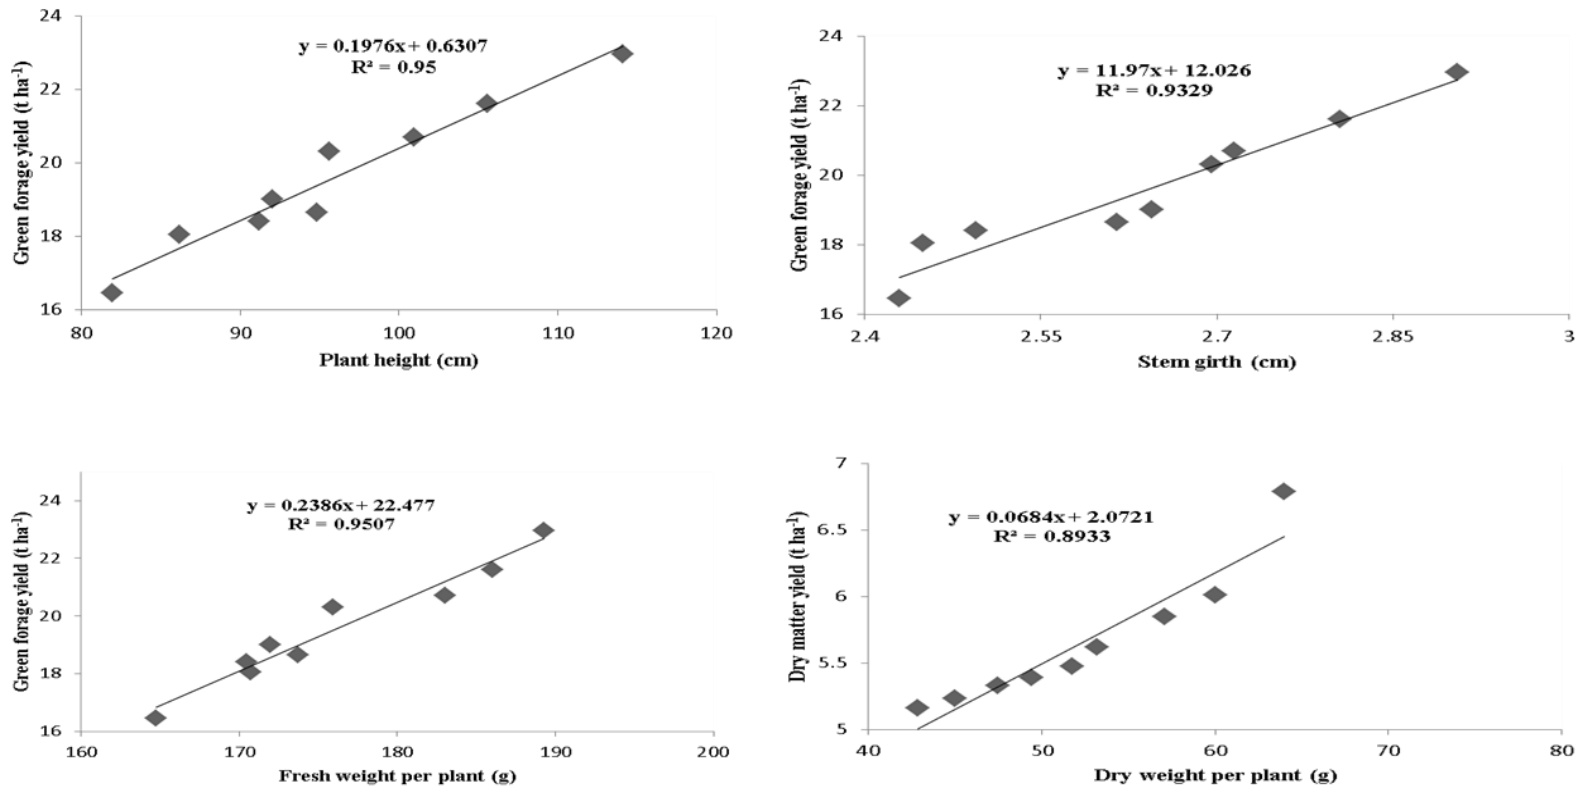 24
22
20
18
16
Green forage yield (t ha-1)
y = 0.1976x + 0.6307
R² = 0.95
80 90 100 110 120
Plant height (cm)
24
22
20
18
16
Green forage yield (t ha-1)
y = 11.97x + 12.026
R² = 0.9329
2.4 2.55 2.7 2.85 3
Stem girth (cm)
24
22
20
18
16
Green forage yield (t ha-1)
y = 0.2386x + 22.477
R² = 0.9507
160 170 180 190 200
Fresh weight per plant (g)
7
6.5
6
5.5
5
Dry matter yield (t ha-1)
y = 0.0684x + 2.0721
R² = 0.8933
40 50 60 70 80
Dry weight per plant (g)